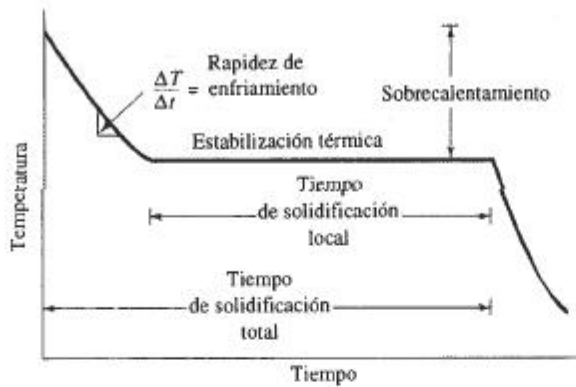 Rapidez de
ΔT/Δt = enfriamiento
Sobrecalentamiento
Estabilización térmica
Tiempo
de solidificación
local
Tiempo
de solidificación
total
Temperatura
Tiempo